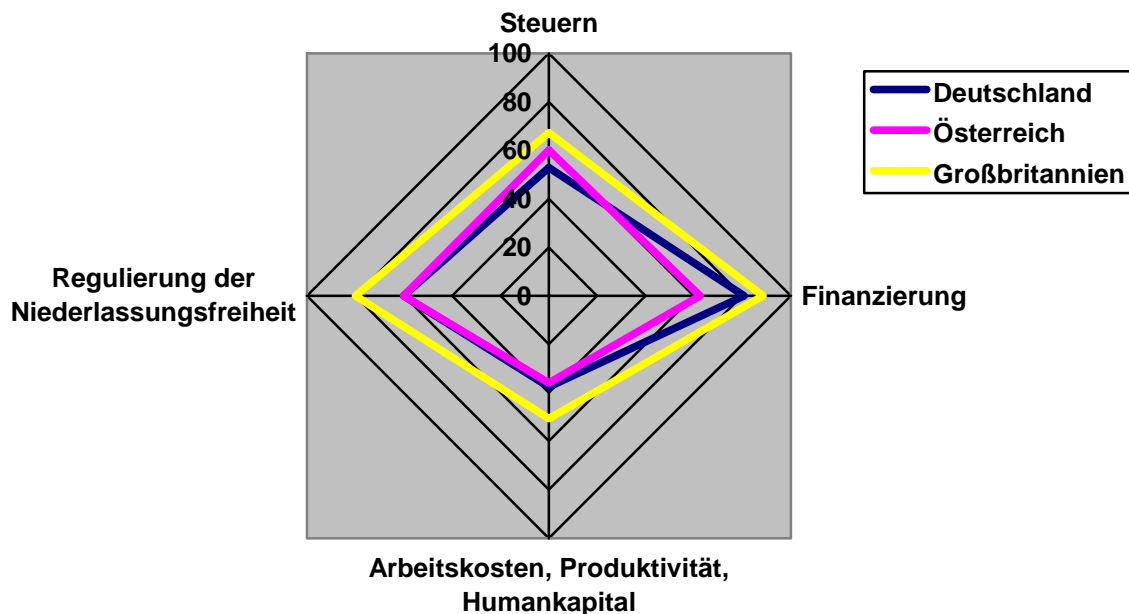 Steuern
100
80
60
40
20
0
Deutschland
Österreich
Großbritannien
Regulierung der
Niederlassungsfreiheit
Finanzierung
Arbeitskosten, Produktivität,
Humankapital